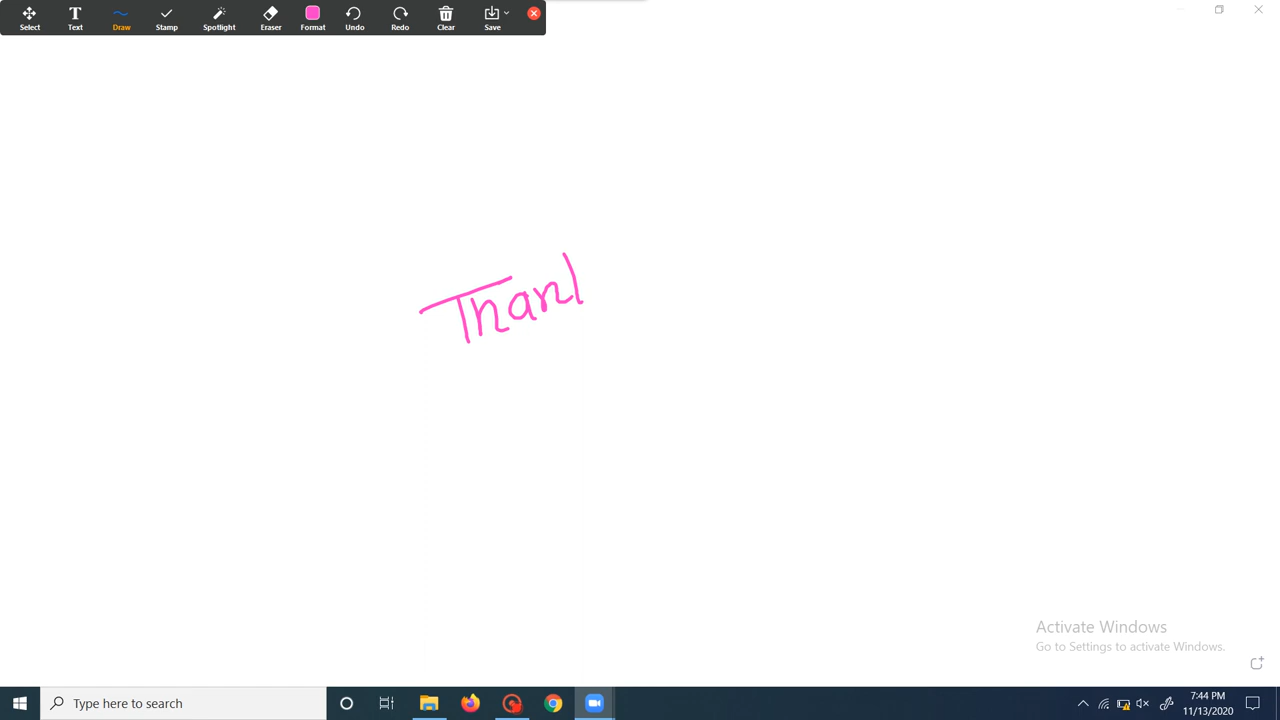 Select Text Draw Stamp Spotlight Eraser Format Undo Redo Clear Save
Thanl
Activate Windows
Go to Settings to activate Windows.
Type here to search
7:44 PM
11/13/2020